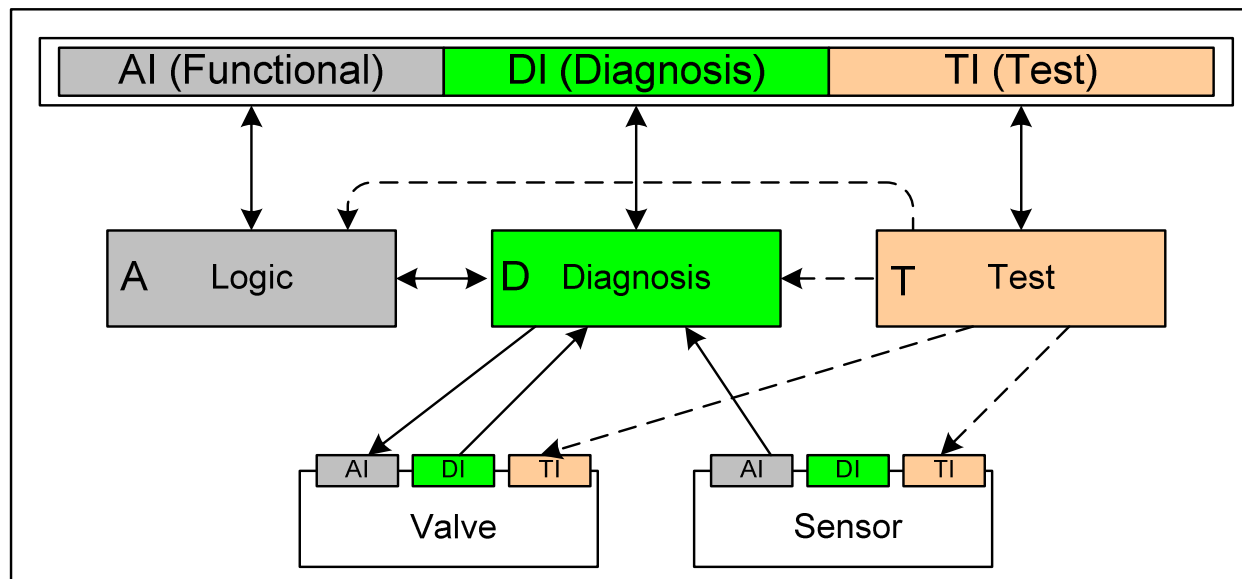 AI (Functional) DI (Diagnosis) TI (Test)
A Logic D Diagnosis T Test
AI DI TI AI DI TI
Valve Sensor